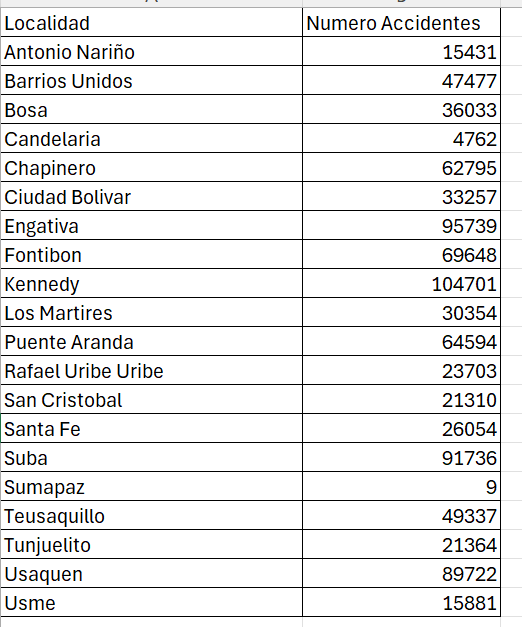 Localidad Numero Accidentes
Antonio Nariño 15431
Barrios Unidos 47477
Bosa 36033
Candelaria 4762
Chapinero 62795
Ciudad Bolivar 33257
Engativa 95739
Fontibon 69648
Kennedy 104701
Los Martires 30354
Puente Aranda 64594
Rafael Uribe Uribe 23703
San Cristobal 21310
Santa Fe 26054
Suba 91736
Sumapaz 9
Teusaquillo 49337
Tunjuelito 21364
Usaquen 89722
Usme 15881